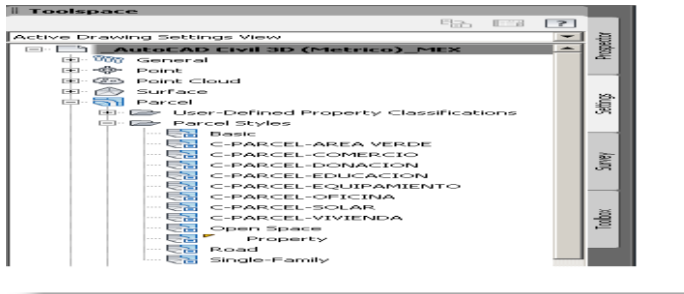 Toolspace
Active Drawing Settings View
AutoCAD Civil 3D (Metrico)_MEX
General
Point
Point Cloud
Surface
Parcel
User-Defined Property Classifications
Parcel Styles
Basic
C-PARCEL-AREA VERDE
C-PARCEL-COMERCIO
C-PARCEL-DONACION
C-PARCEL-EDUCACION
C-PARCEL-EQUIPAMIENTO
C-PARCEL-OFICINA
C-PARCEL-SOLAR
C-PARCEL-VIVIENDA
Open Space
Property
Road
Single-Family
Prospector
Settings
Survey
Toolbox